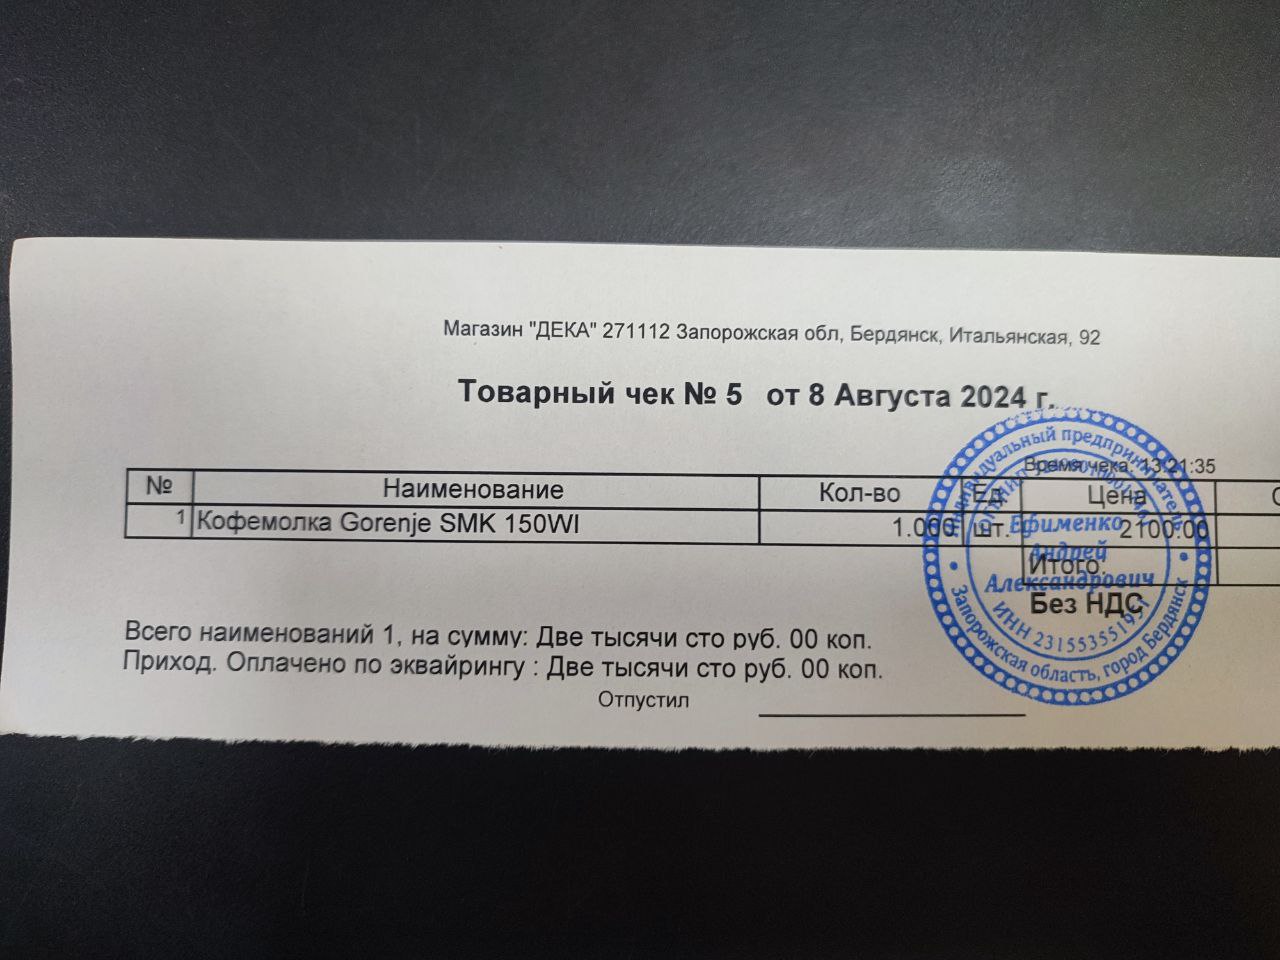 Магазин "ДЕКА" 271112 Запорожская обл, Бердянск, Итальянская, 92
Товарный чек № 5 от 8 Августа 2024 г.
Время чека: 13:21:35
№ Наименование Кол-во Ед. Цена
1 Кофемолка Gorenje SMK 150WI 1.000 шт. 2100.00
Итого:
Без НДС
Всего наименований 1, на сумму: Две тысячи сто руб. 00 коп.
Приход. Оплачено по эквайрингу : Две тысячи сто руб. 00 коп.
Отпустил
Индивидуальный предприниматель
Ефименко
Андрей
Александрович
ИНН
Запорожская область, город Бердянск